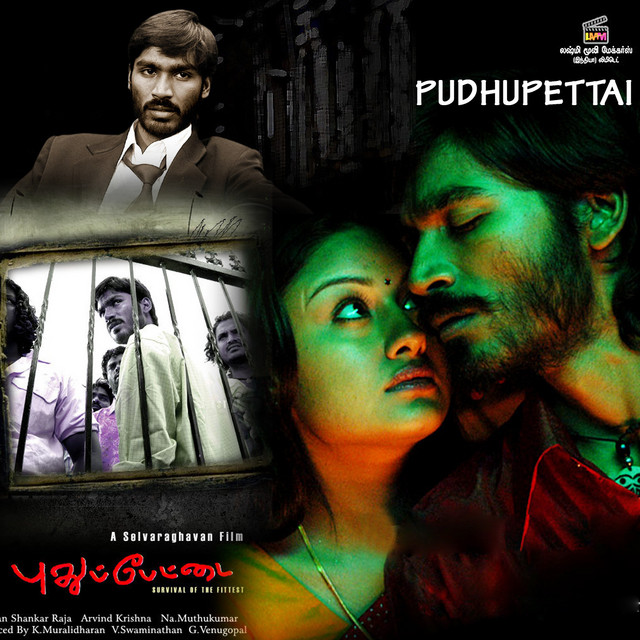 LMM
லஷ்மி மூவி மேக்கர்ஸ்
(இந்தியா) லிமிடெட்
PUDHUPETTAI
A Selvaraghavan Film
புதுப்பேட்டை
SURVIVAL OF THE FITTEST
an Shankar Raja Arvind Krishna Na.Muthukumar
ced By K.Muralidharan V.Swaminathan G.Venugopal